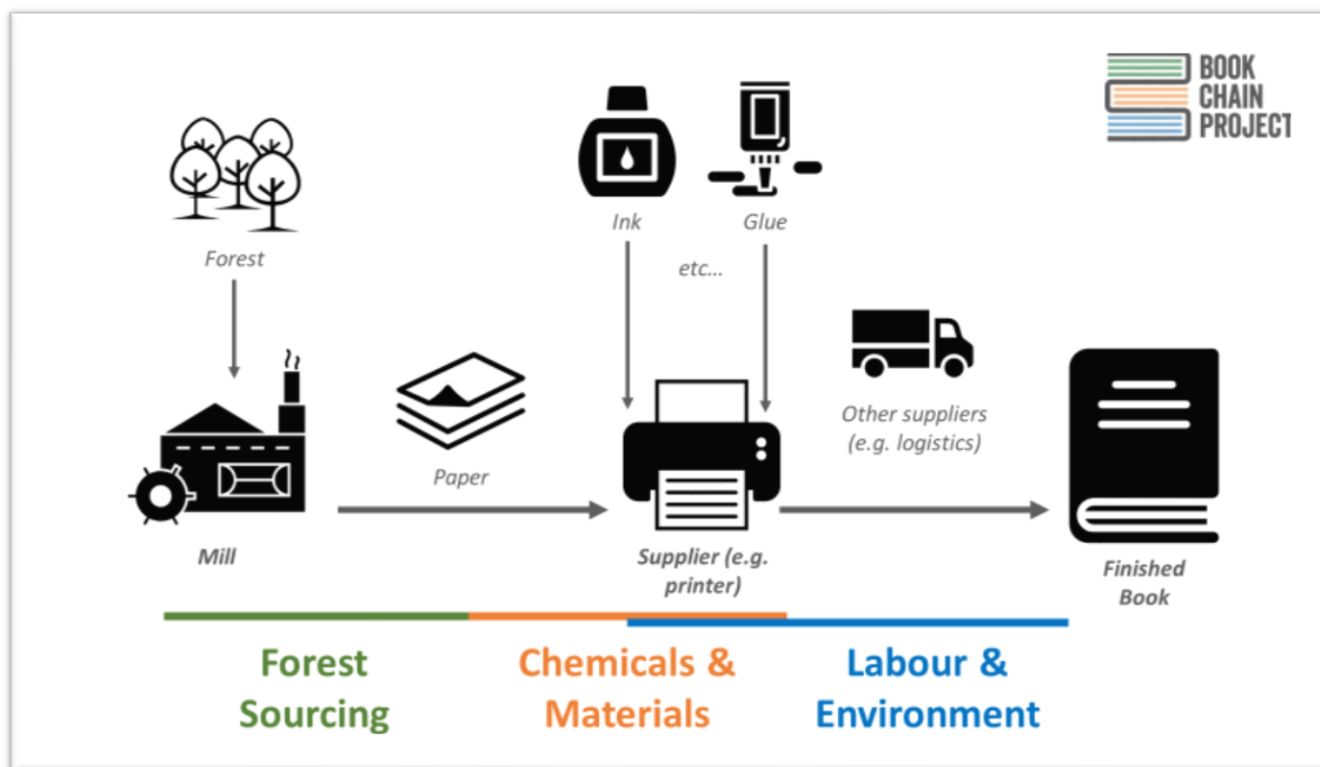 BOOK
CHAIN
PROJECT
Ink
Glue
Forest
etc...
Other suppliers
(e.g. logistics)
Paper
Mill
Supplier (e.g.
printer)
Finished
Book
Forest
Sourcing
Chemicals &
Materials
Labour &
Environment